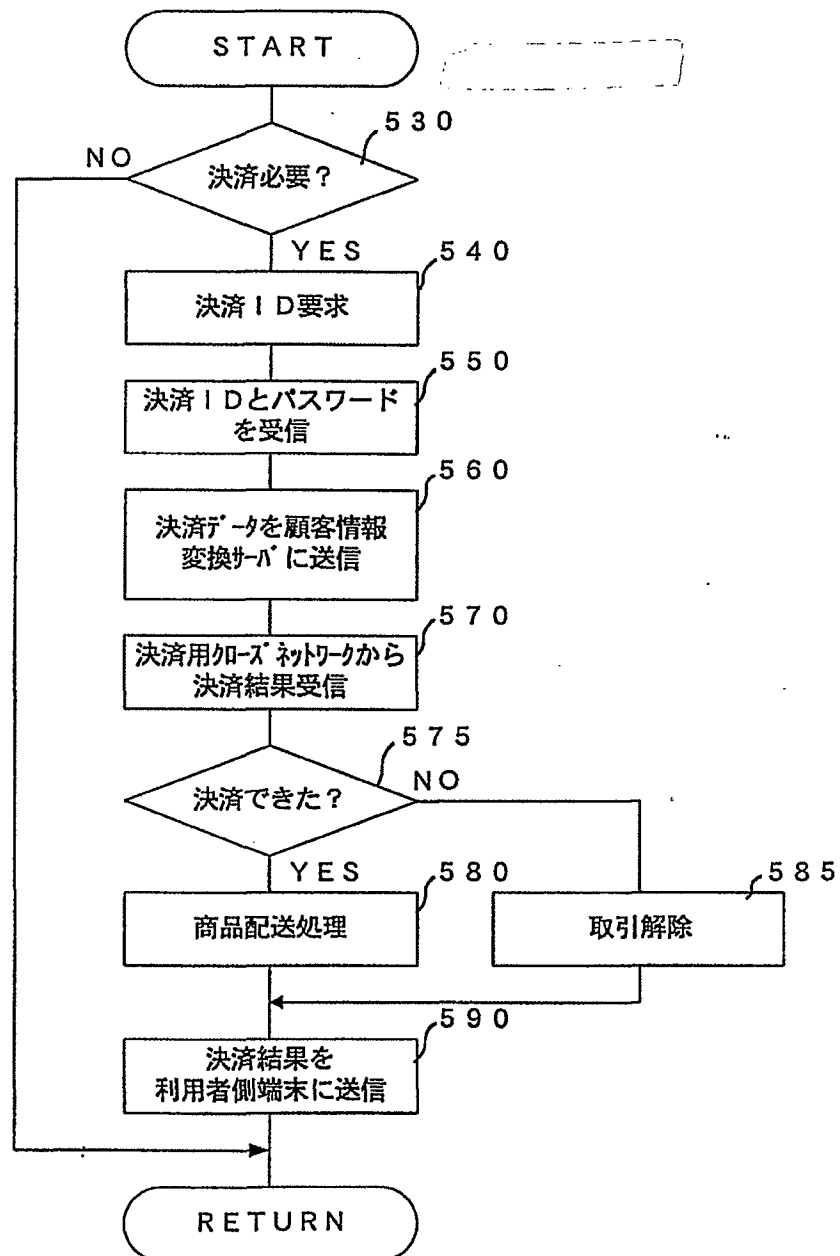 START
530
NO
決済必要？
YES
540
決済ID要求
550
決済IDとパスワード
を受信
560
決済ﾃﾞｰﾀを顧客情報
変換ｻｰﾊﾞに送信
570
決済用ｸﾛｰｽﾞﾈｯﾄﾜｰｸから
決済結果受信
575
決済できた？
NO
YES
580
商品配送処理
585
取引解除
590
決済結果を
利用者側端末に送信
RETURN